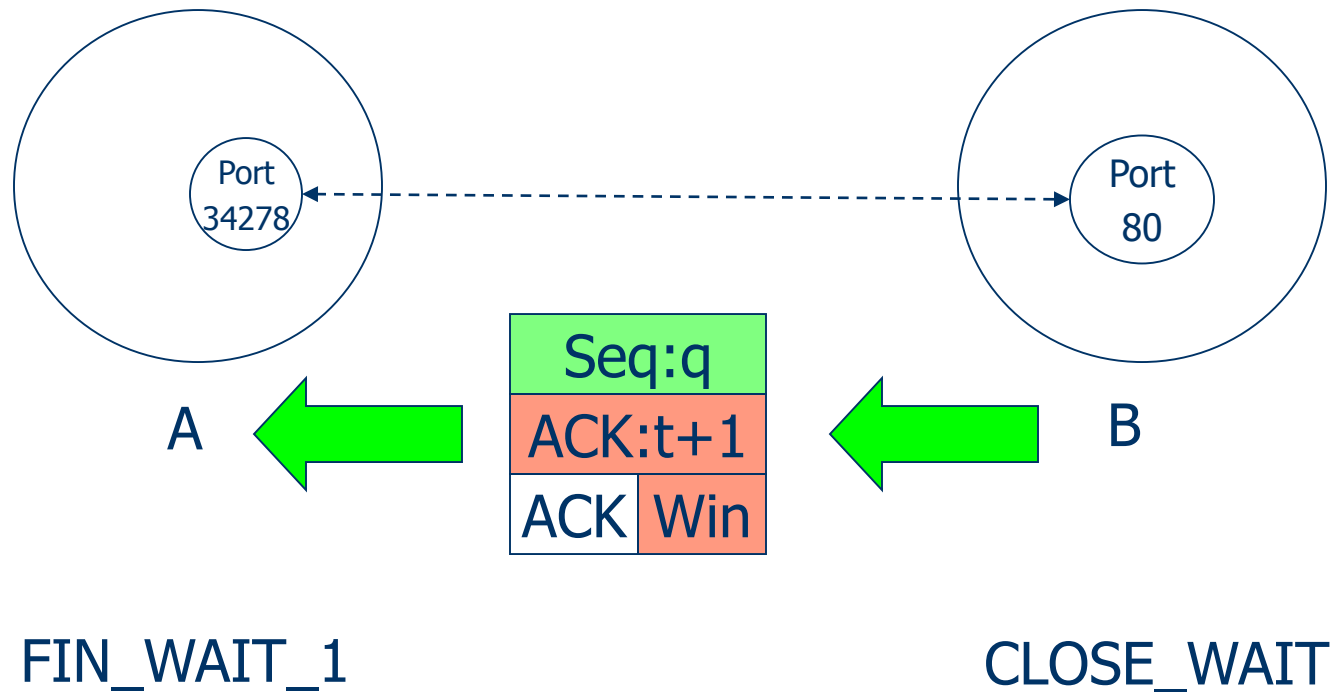 Port
34278
Port
80
Seq:q
ACK:t+1
ACK Win
A
B
FIN_WAIT_1
CLOSE_WAIT